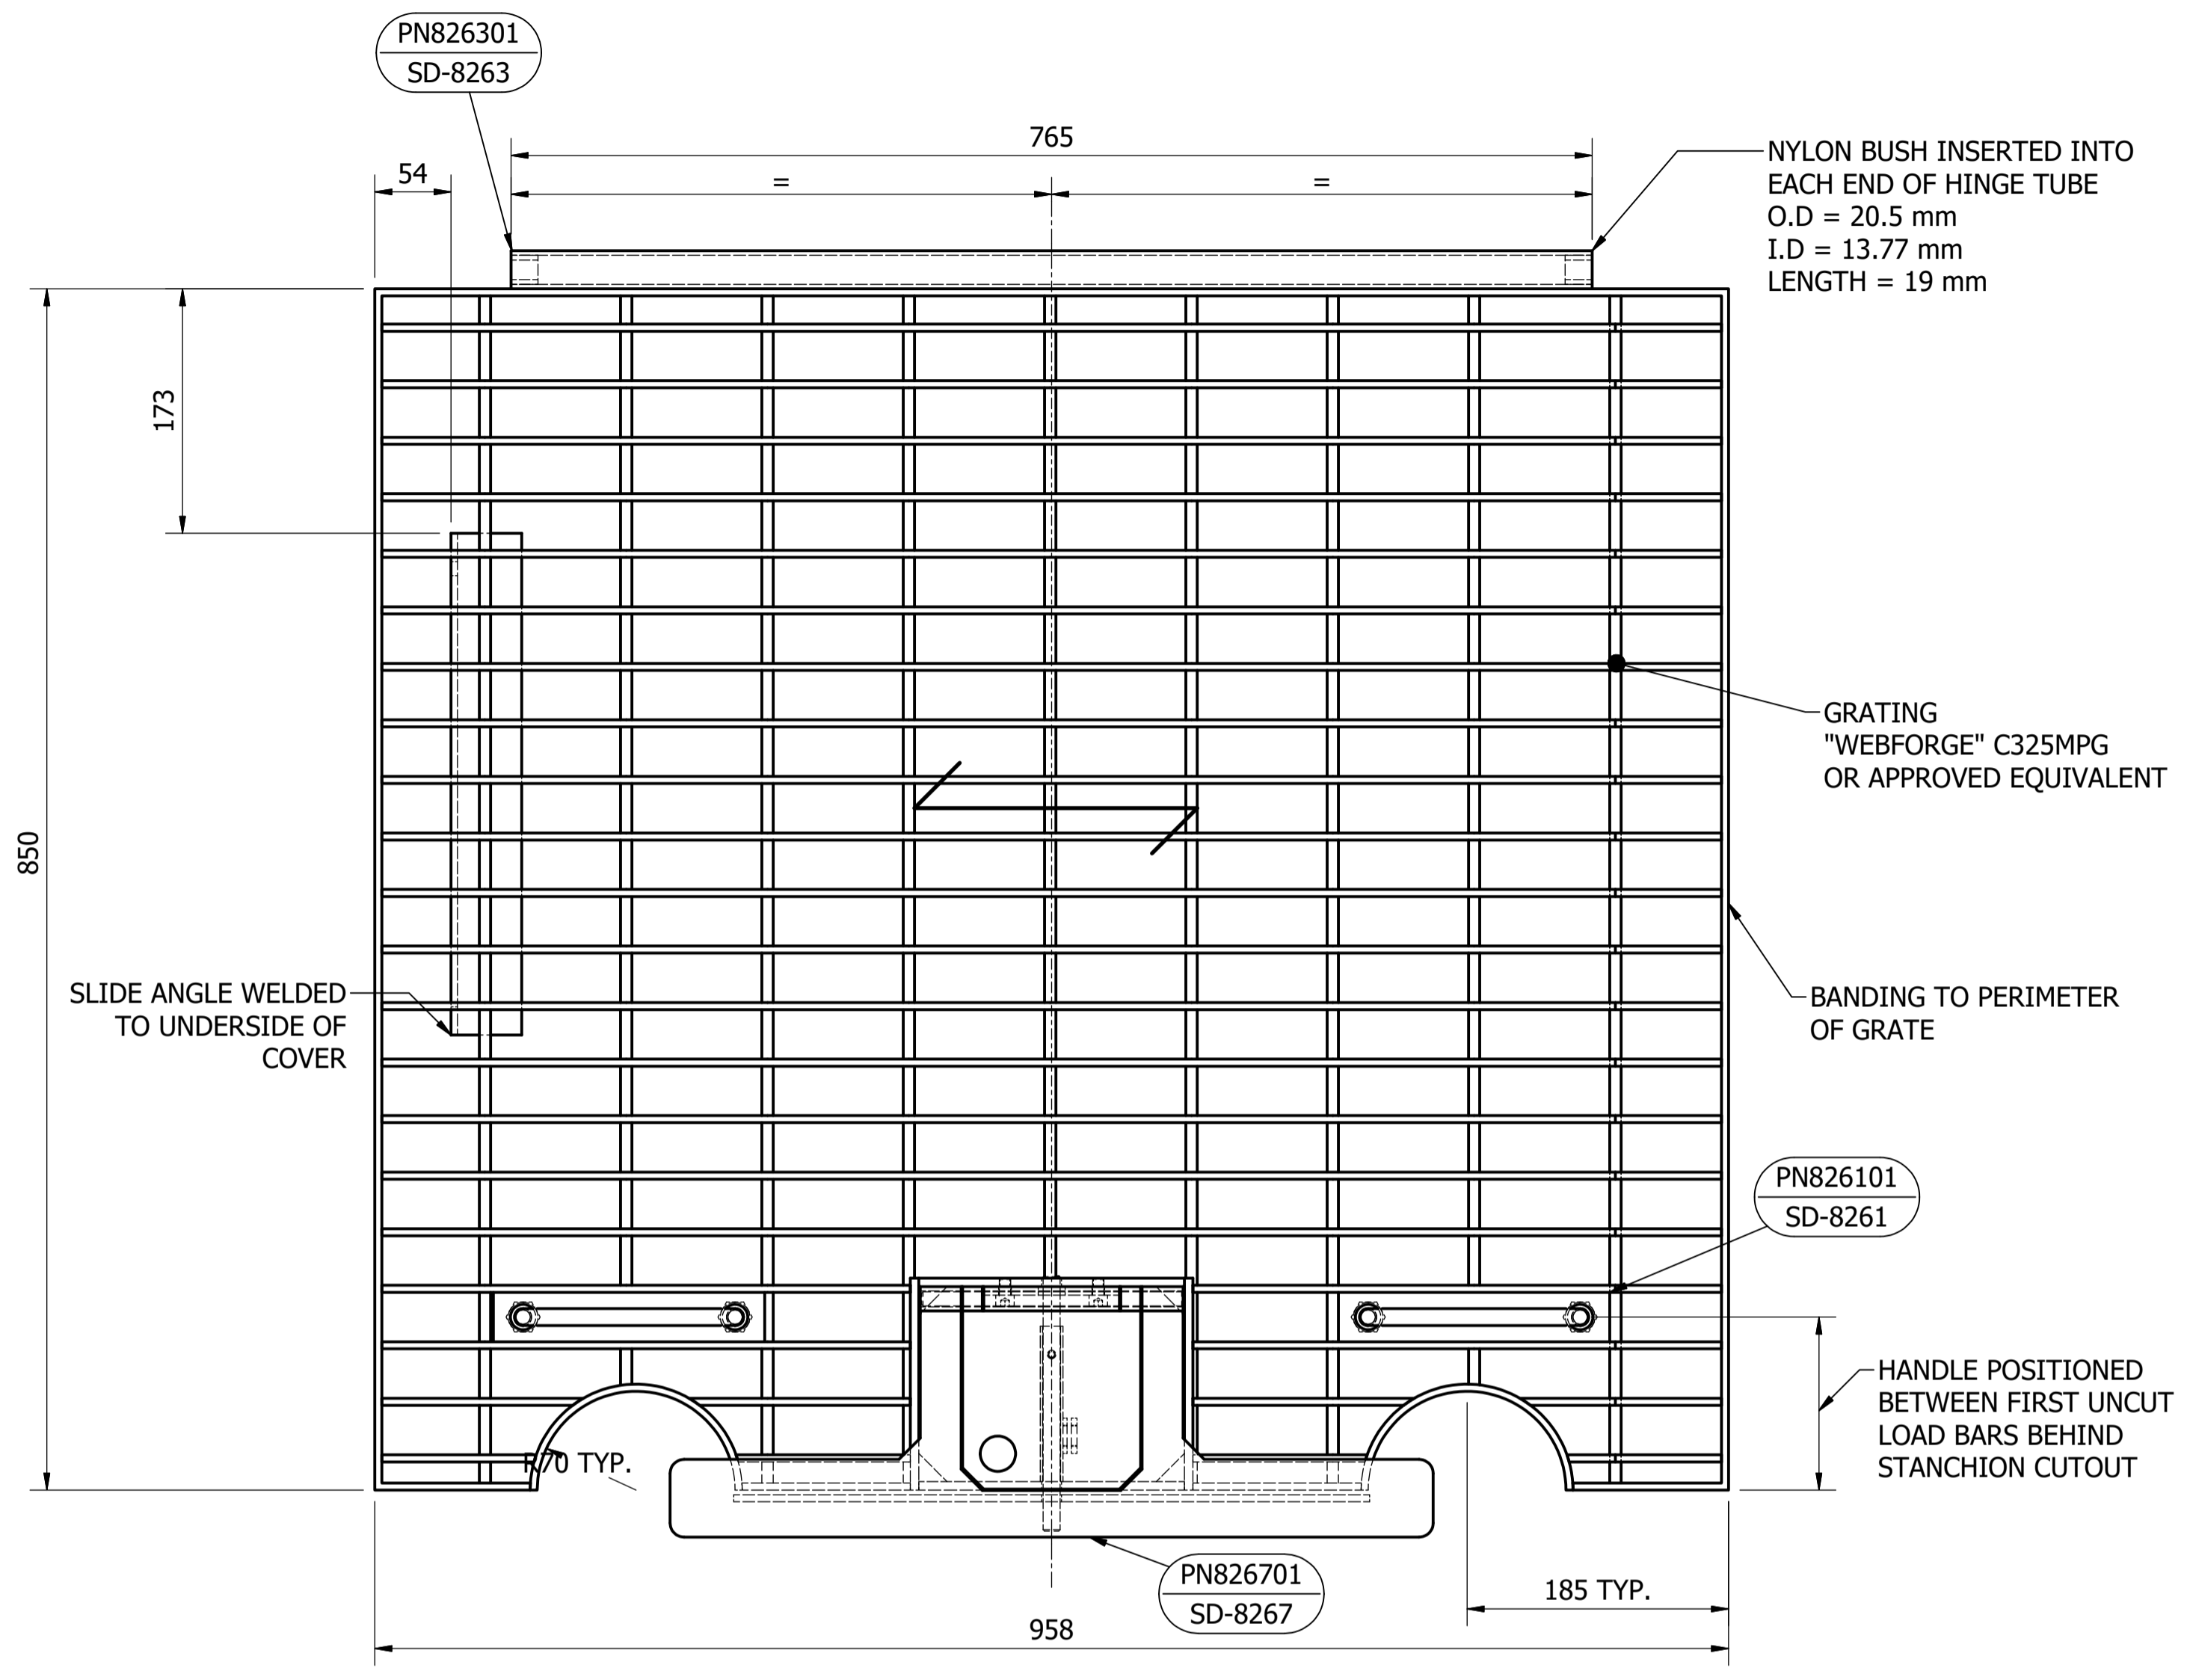 PN826301
SD-8263
765
54
=
=
NYLON BUSH INSERTED INTO
EACH END OF HINGE TUBE
O.D = 20.5 mm
I.D = 13.77 mm
LENGTH = 19 mm
173
850
GRATING
"WEBFORGE" C325MPG
OR APPROVED EQUIVALENT
SLIDE ANGLE WELDED
TO UNDERSIDE OF
COVER
BANDING TO PERIMETER
OF GRATE
PN826101
SD-8261
HANDLE POSITIONED
BETWEEN FIRST UNCUT
LOAD BARS BEHIND
STANCHION CUTOUT
R70 TYP.
PN826701
SD-8267
185 TYP.
958